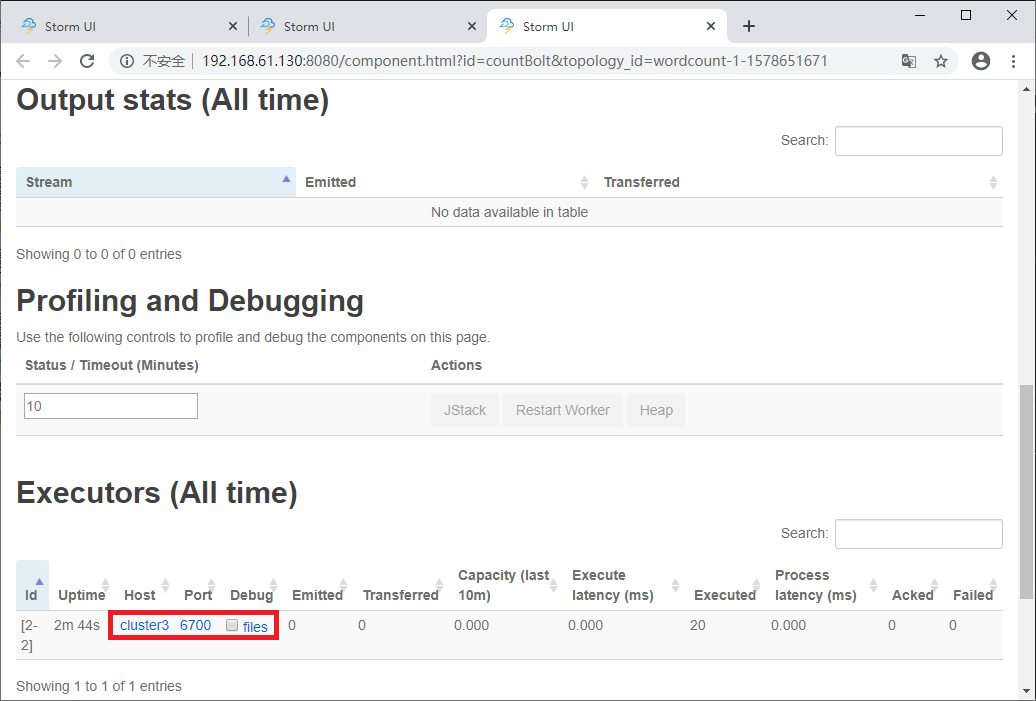 Storm UI
Storm UI
Storm UI
不安全 192.168.61.130:8080/component.html?id=countBolt&topology_id=wordcount-1-1578651671
Output stats (All time)
Search:
Stream Emitted Transferred
No data available in table
Showing 0 to 0 of 0 entries
Profiling and Debugging
Use the following controls to profile and debug the components on this page.
Status / Timeout (Minutes) Actions
10 JStack Restart Worker Heap
Executors (All time)
Search:
Capacity (last Execute Process
Id Uptime Host Port Debug Emitted Transferred 10m) latency (ms) Executed latency (ms) Acked Failed
[2- 2m 44s cluster3 6700 files 0 0 0.000 0.000 20 0.000 0 0
2]
Showing 1 to 1 of 1 entries